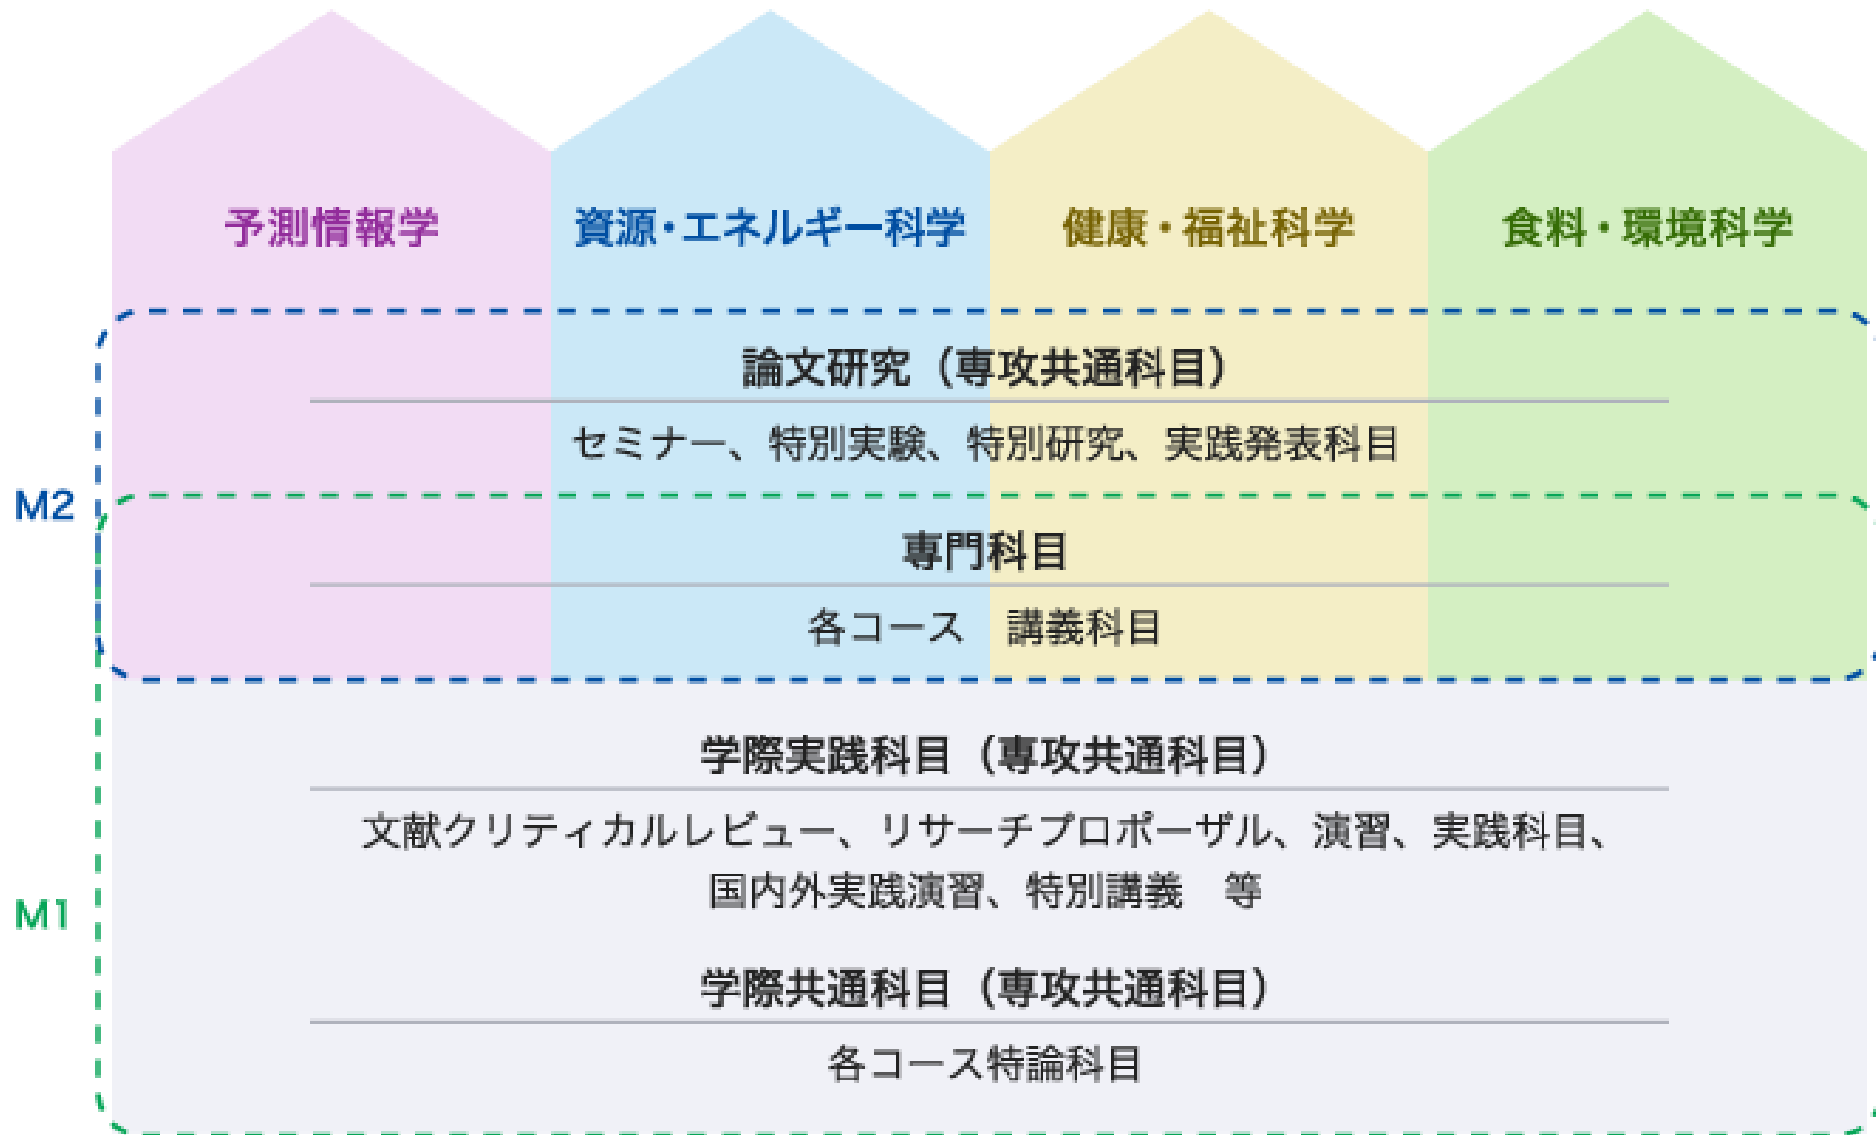 予測情報学
資源・エネルギー科学
健康・福祉科学
食料・環境科学
論文研究（専攻共通科目）
セミナー、特別実験、特別研究、実践発表科目
M2
専門科目
各コース　講義科目
学際実践科目（専攻共通科目）
文献クリティカルレビュー、リサーチプロポーザル、演習、実践科目、
国内外実践演習、特別講義　等
M1
学際共通科目（専攻共通科目）
各コース特論科目